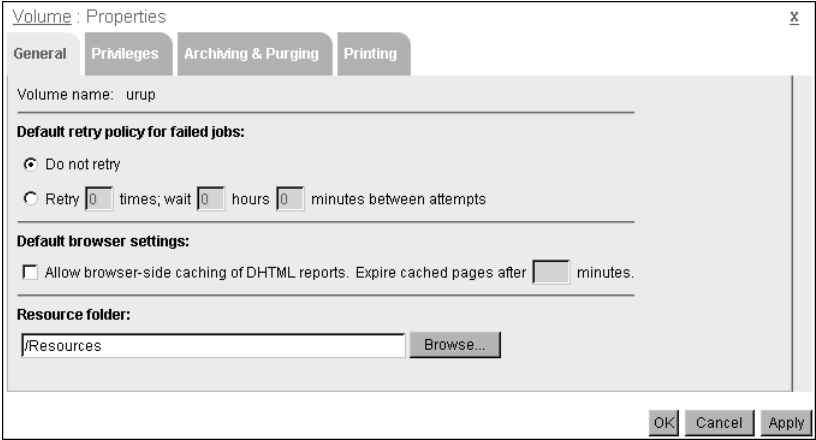 Volume : Properties
x
General
Privileges
Archiving & Purging
Printing
Volume name: urup
Default retry policy for failed jobs:
Do not retry
Retry 0 times; wait 0 hours 0 minutes between attempts
Default browser settings:
Allow browser-side caching of DHTML reports. Expire cached pages after minutes.
Resource folder:
/Resources
Browse...
OK
Cancel
Apply